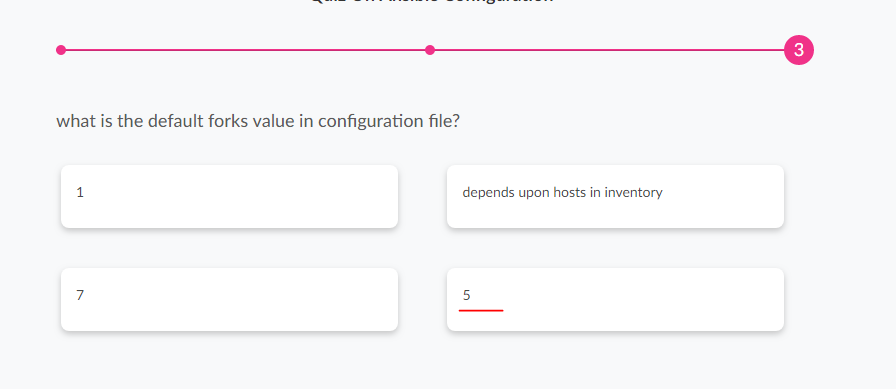 3
what is the default forks value in configuration file?
1
depends upon hosts in inventory
7
5